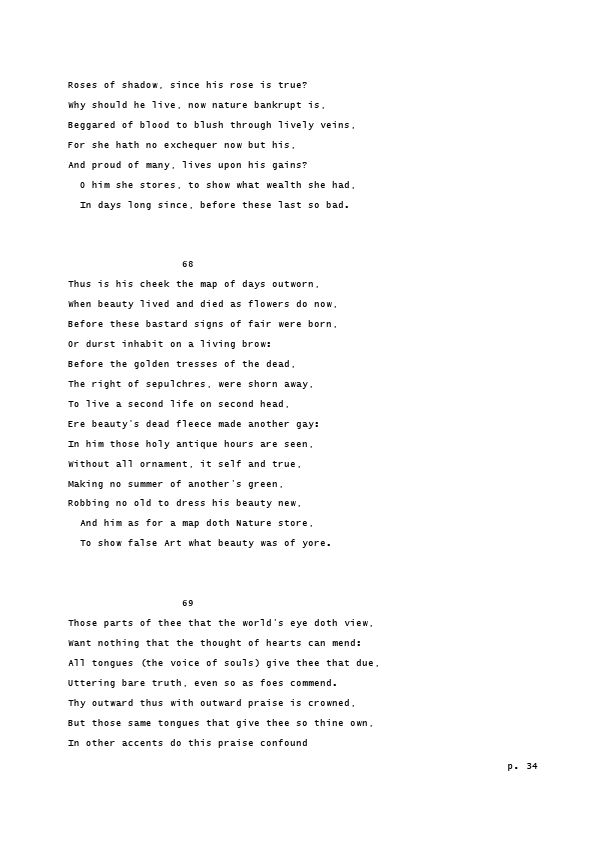 Roses of shadow, since his rose is true?
Why should he live, now nature bankrupt is,
Beggared of blood to blush through lively veins,
For she hath no exchequer now but his,
And proud of many, lives upon his gains?
O him she stores, to show what wealth she had,
In days long since, before these last so bad.
68
Thus is his cheek the map of days outworn,
When beauty lived and died as flowers do now,
Before these bastard signs of fair were born,
Or durst inhabit on a living brow:
Before the golden tresses of the dead,
The right of sepulchres, were shorn away,
To live a second life on second head,
Ere beauty's dead fleece made another gay:
In him those holy antique hours are seen,
Without all ornament, it self and true,
Making no summer of another's green,
Robbing no old to dress his beauty new,
And him as for a map doth Nature store,
To show false Art what beauty was of yore.
69
Those parts of thee that the world's eye doth view,
Want nothing that the thought of hearts can mend:
All tongues (the voice of souls) give thee that due,
Uttering bare truth, even so as foes commend.
Thy outward thus with outward praise is crowned,
But those same tongues that give thee so thine own,
In other accents do this praise confound
p. 34